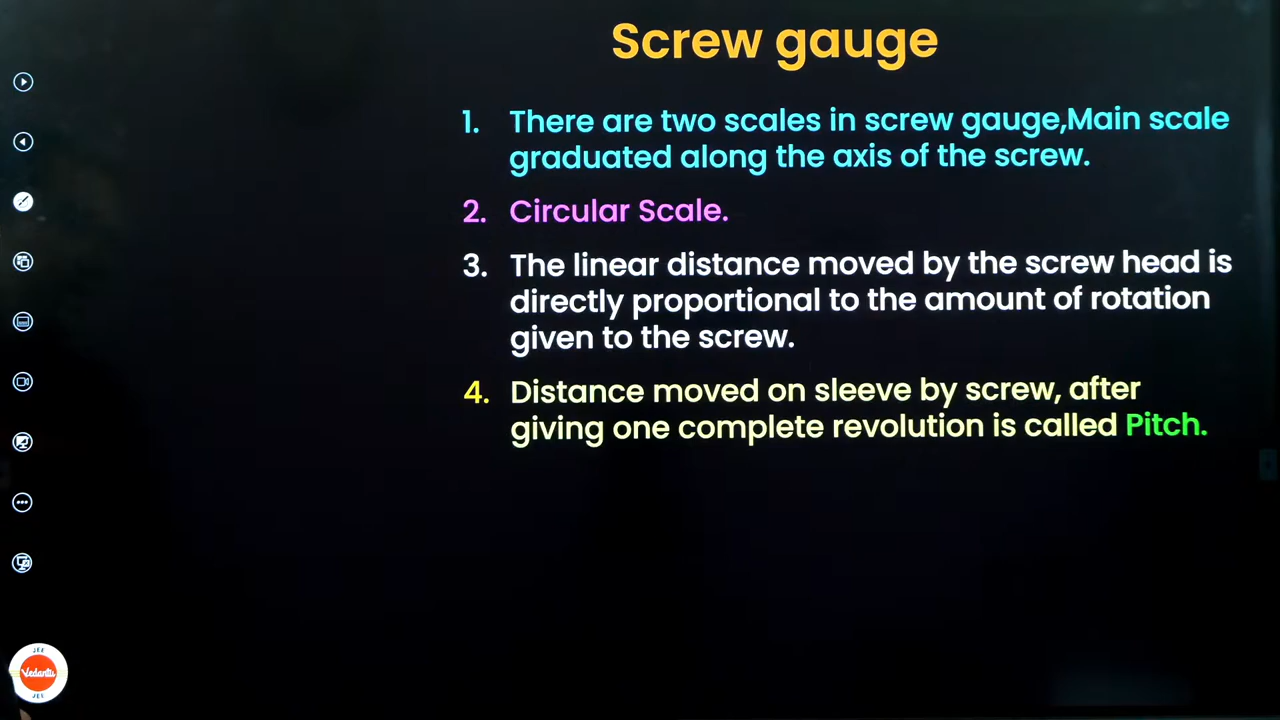 Screw gauge
1. There are two scales in screw gauge,Main scale
graduated along the axis of the screw.
2. Circular Scale.
3. The linear distance moved by the screw head is
directly proportional to the amount of rotation
given to the screw.
4. Distance moved on sleeve by screw, after
giving one complete revolution is called Pitch.
JEE
Vedantu
JEE